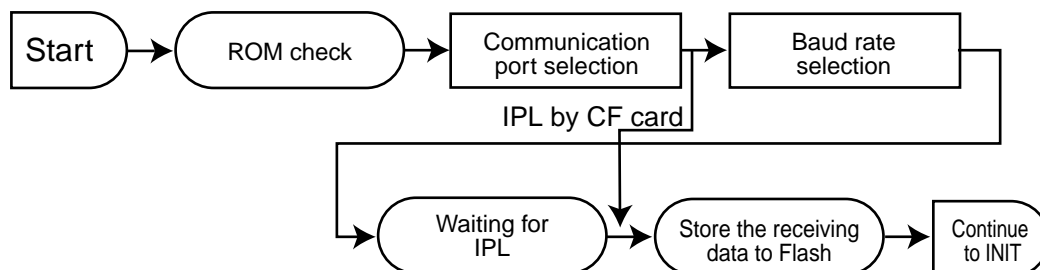 Start
ROM check
Communication
port selection
Baud rate
selection
IPL by CF card
Waiting for
IPL
Store the receiving
data to Flash
Continue
to INIT